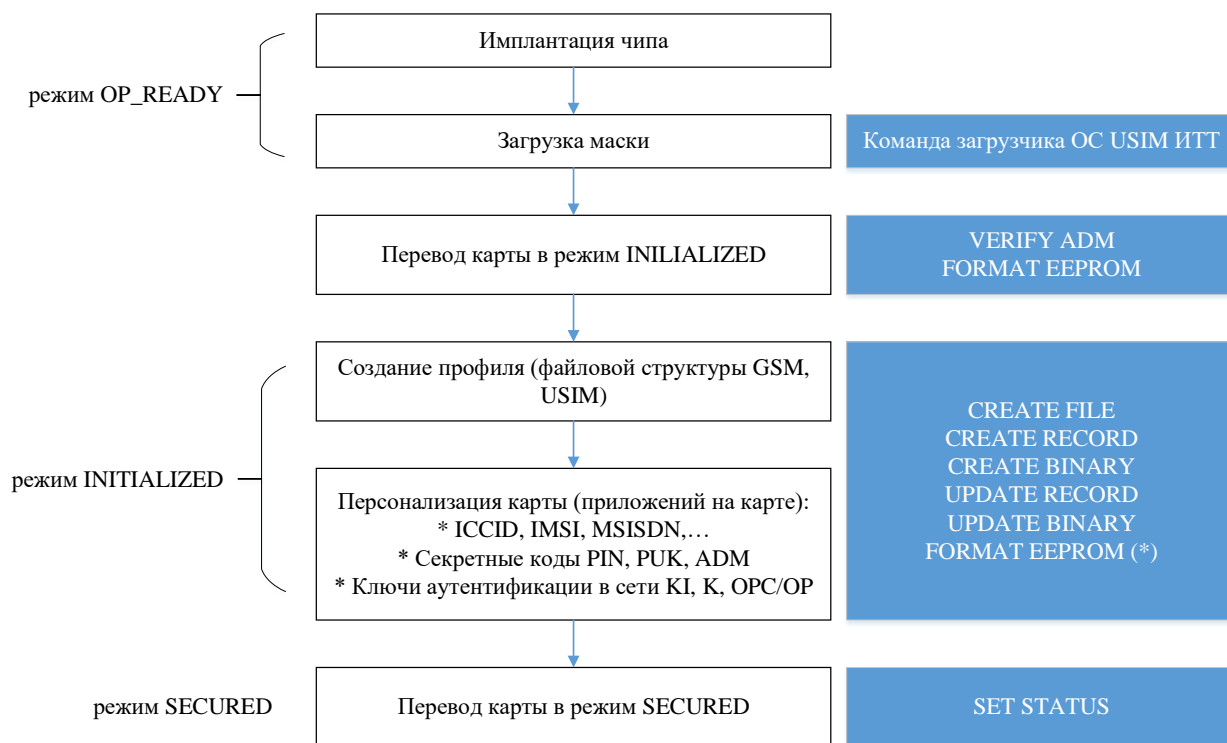 Имплантация чипа
режим OP_READY
Загрузка маски
Команда загрузчика ОС USIM ИТТ
Перевод карты в режим INILIALIZED
VERIFY ADM
FORMAT EEPROM
Создание профиля (файловой структуры GSM,
USIM)
режим INITIALIZED
Персонализация карты (приложений на карте):
* ICCID, IMSI, MSISDN,…
* Секретные коды PIN, PUK, ADM
* Ключи аутентификации в сети KI, K, OPC/OP
CREATE FILE
CREATE RECORD
CREATE BINARY
UPDATE RECORD
UPDATE BINARY
FORMAT EEPROM (*)
режим SECURED
Перевод карты в режим SECURED
SET STATUS